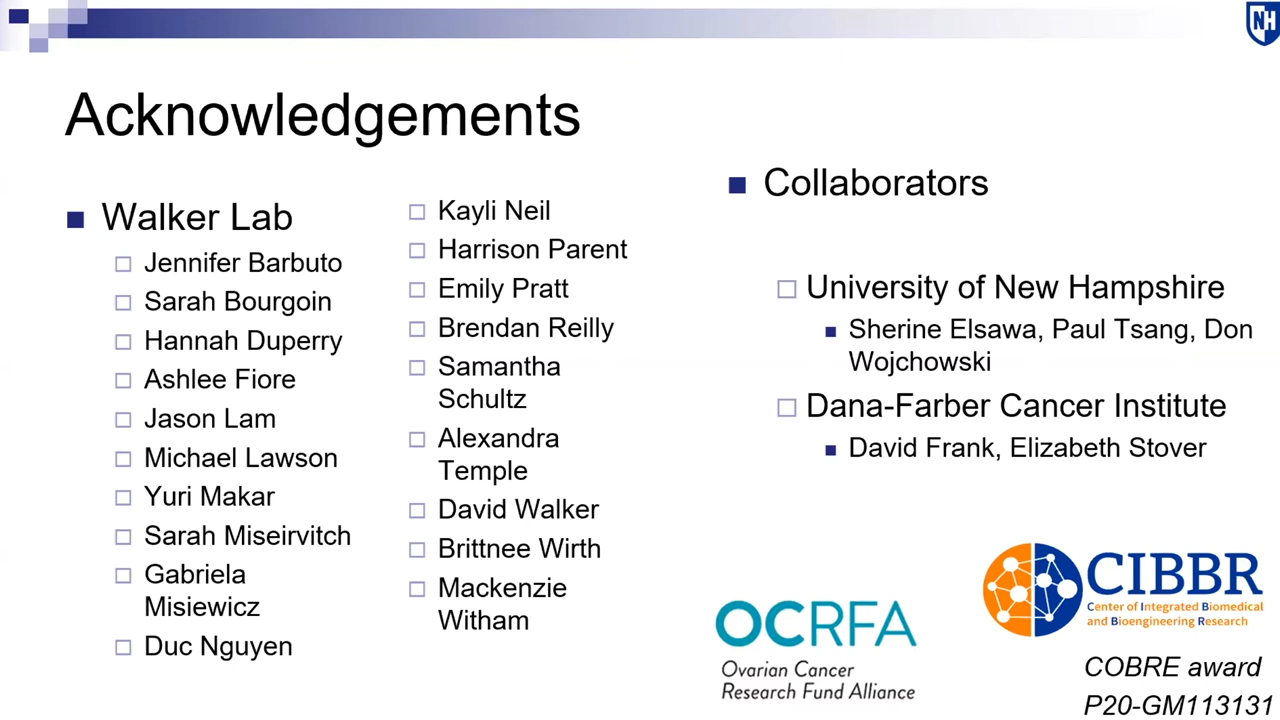 NH
Acknowledgements
Walker Lab
Jennifer Barbuto
Sarah Bourgoin
Hannah Duperry
Ashlee Fiore
Jason Lam
Michael Lawson
Yuri Makar
Sarah Miseirvitch
Gabriela
Misiewicz
Duc Nguyen
Kayli Neil
Harrison Parent
Emily Pratt
Brendan Reilly
Samantha
Schultz
Alexandra
Temple
David Walker
Brittnee Wirth
Mackenzie
Witham
Collaborators
University of New Hampshire
Sherine Elsawa, Paul Tsang, Don
Wojchowski
Dana-Farber Cancer Institute
David Frank, Elizabeth Stover
OCRFA
Ovarian Cancer
Research Fund Alliance
CIBBR
Center of Integrated Biomedical
and Bioengineering Research
COBRE award
P20-GM113131